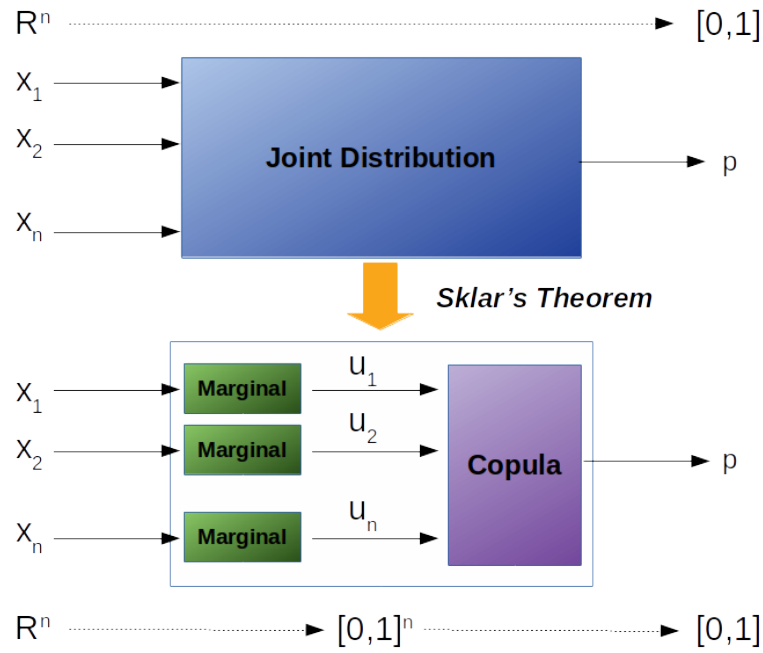 Rⁿ [0,1]
x₁
x₂
Joint Distribution p
xₙ
Sklar's Theorem
x₁ Marginal u₁
x₂ Marginal u₂
Copula p
xₙ Marginal uₙ
Rⁿ [0,1]ⁿ [0,1]